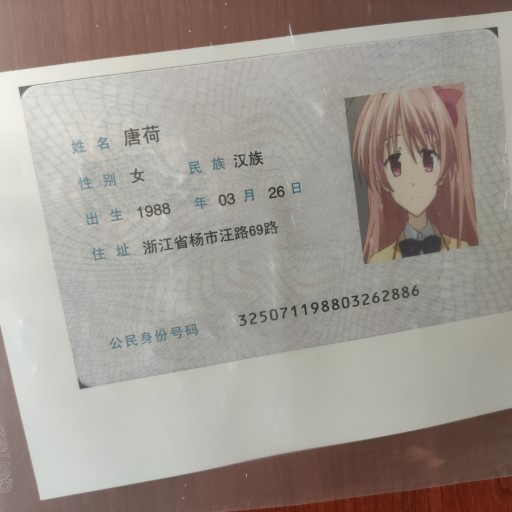 姓名 唐荷
性别 女 民族 汉族
出生 1988 年 03 月 26 日
住址 浙江省杨市汪路69路
公民身份号码 325071198803262886